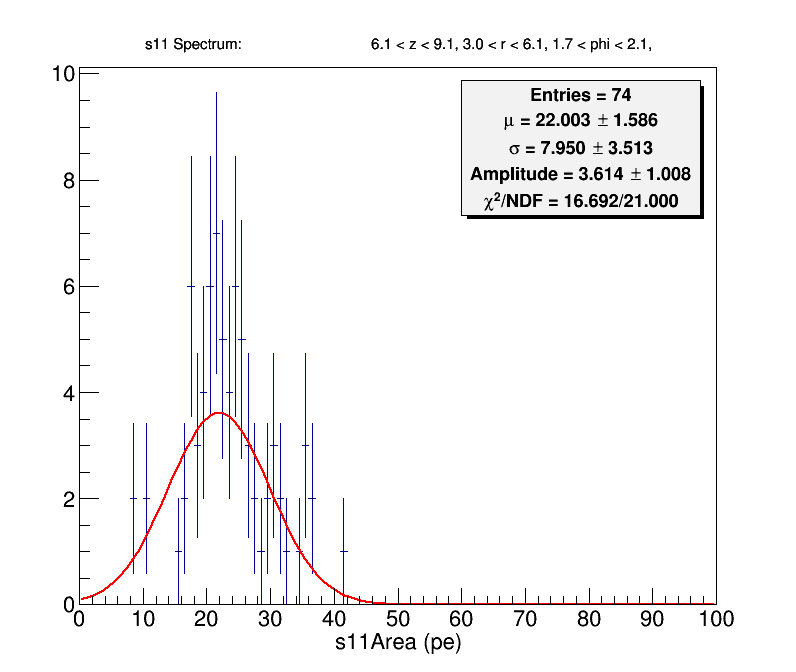 s11 Spectrum: 6.1 < z < 9.1, 3.0 < r < 6.1, 1.7 < phi < 2.1,
Entries = 74
μ = 22.003 ± 1.586
σ = 7.950 ± 3.513
Amplitude = 3.614 ± 1.008
χ²/NDF = 16.692/21.000
10
8
6
4
2
0
0 10 20 30 40 50 60 70 80 90 100
s11Area (pe)